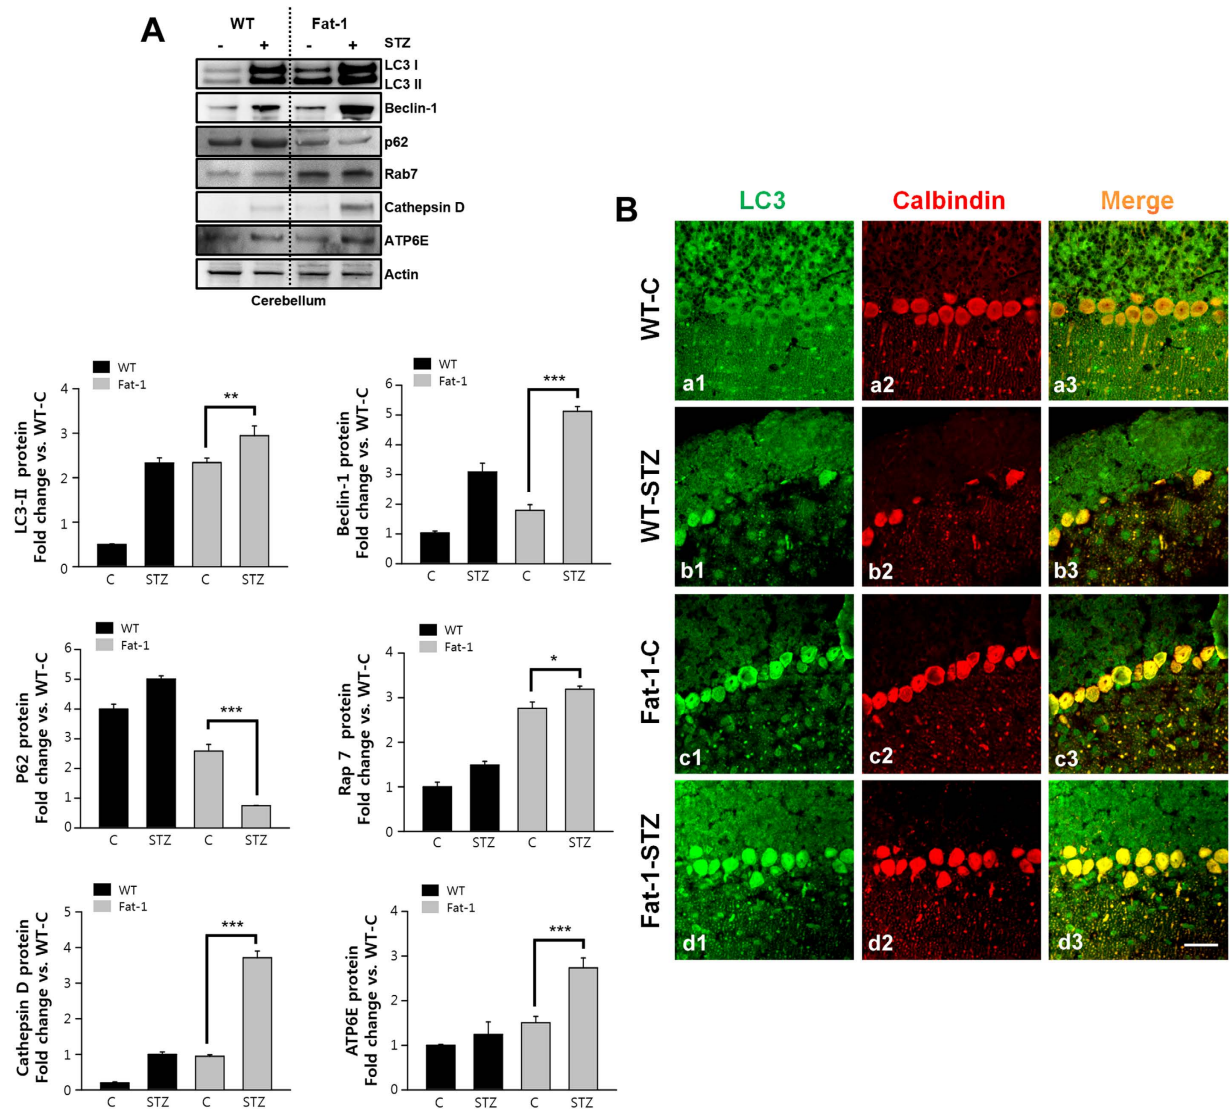 A
WT Fat-1
- + - + STZ
LC3 I
LC3 II
Beclin-1
p62
Rab7
Cathepsin D
ATP6E
Actin
Cerebellum
WT
Fat-1
LC3-II protein
Fold change vs. WT-C
4
3
2
1
0
**
C STZ C STZ
WT
Fat-1
Beclin-1 protein
Fold change vs. WT-C
6
5
3
2
1
0
***
C STZ C STZ
WT
Fat-1
P62 protein
Fold change vs. WT-C
6
5
4
3
2
1
0
***
C STZ C STZ
WT
Fat-1
Rap 7 protein
Fold change vs. WT-C
4
3
2
1
0
*
C STZ C STZ
WT
Fat-1
Cathepsin D protein
Fold change vs. WT-C
5
4
3
2
1
0
***
C STZ C STZ
WT
Fat-1
ATP6E protein
Fold change vs. WT-C
4
3
2
1
0
***
C STZ C STZ
B
LC3 Calbindin Merge
WT-C
a1 a2 a3
WT-STZ
b1 b2 b3
Fat-1-C
c1 c2 c3
Fat-1-STZ
d1 d2 d3